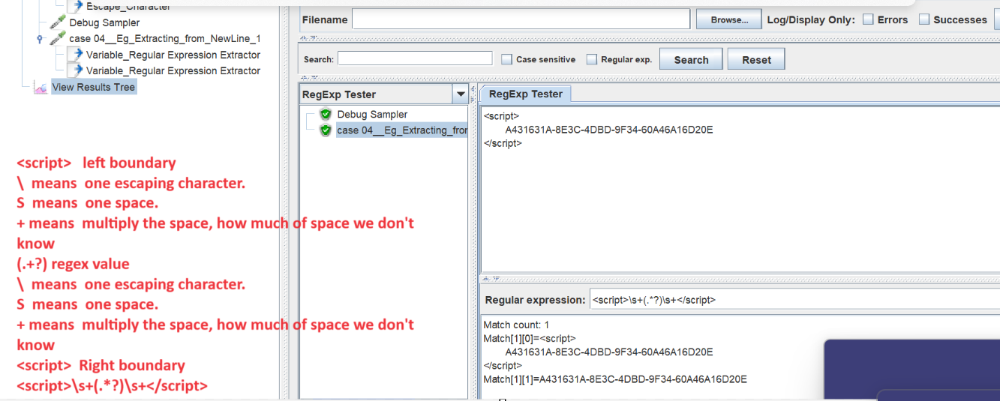 Escape_Character
Debug Sampler
case 04__Eg_Extracting_from_NewLine_1
Variable_Regular Expression Extractor
Variable_Regular Expression Extractor
View Results Tree
Filename
Browse...
Log/Display Only:
Errors
Successes
Search:
Case sensitive
Regular exp.
Search
Reset
RegExp Tester
Debug Sampler
case 04__Eg_Extracting_fror
RegExp Tester
<script>
A431631A-8E3C-4DBD-9F34-60A46A16D20E
</script>
Regular expression: <script>\s+(.*?)\s+</script>
Match count: 1
Match[1][0]=<script>
A431631A-8E3C-4DBD-9F34-60A46A16D20E
</script>
Match[1][1]=A431631A-8E3C-4DBD-9F34-60A46A16D20E
<script>   left boundary
\  means  one escaping character.
S  means  one space.
+ means  multiply the space, how much of space we don't
know
(.+?) regex value
\  means  one escaping character.
S  means  one space.
+ means  multiply the space, how much of space we don't
know
<script>  Right boundary
<script>\s+(.*?)\s+</script>